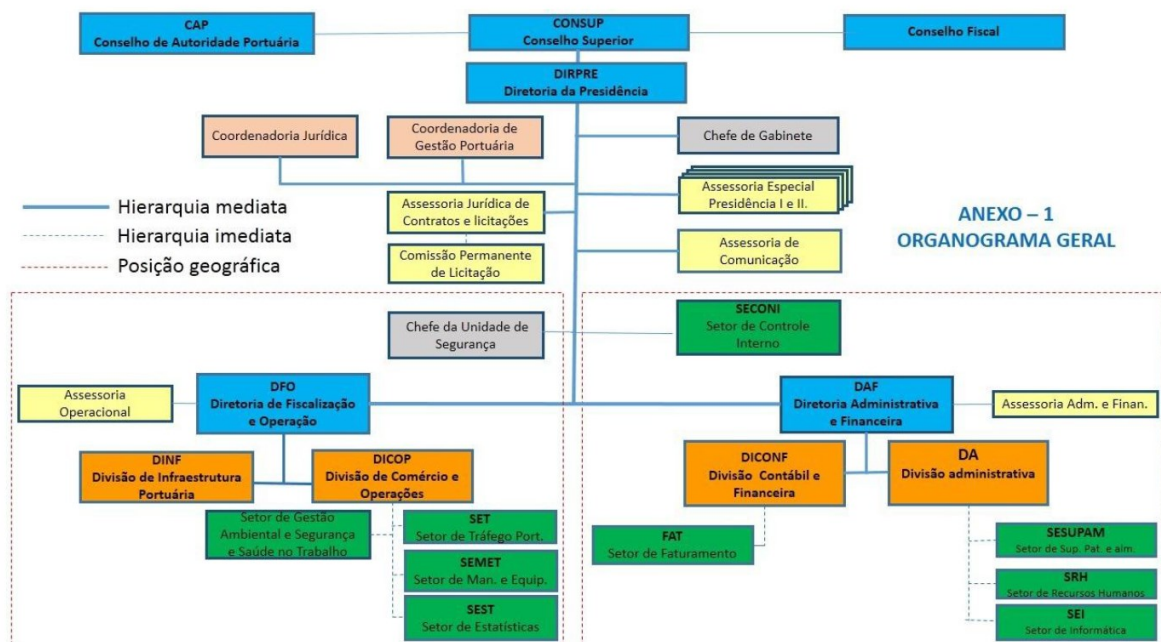 CAP
Conselho de Autoridade Portuária
CONSUP
Conselho Superior
Conselho Fiscal
DIRPRE
Diretoria da Presidência
Coordenadoria Jurídica
Coordenadoria de
Gestão Portuária
Chefe de Gabinete
Assessoria Jurídica de
Contratos e licitações
Assessoria Especial
Presidência I e II.
Comissão Permanente
de Licitação
Assessoria de
Comunicação
Hierarquia mediata
Hierarquia imediata
Posição geográfica
ANEXO – 1
ORGANOGRAMA GERAL
Chefe da Unidade de
Segurança
SECONI
Setor de Controle
Interno
Assessoria
Operacional
DFO
Diretoria de Fiscalização
e Operação
DAF
Diretoria Administrativa
e Financeira
Assessoria Adm. e Finan.
DINF
Divisão de Infraestrutura
Portuária
DICOP
Divisão de Comércio e
Operações
DICONF
Divisão Contábil e
Financeira
DA
Divisão administrativa
Setor de Gestão
Ambiental e Segurança
e Saúde no Trabalho
SET
Setor de Tráfego Port.
SEMET
Setor de Man. e Equip.
SEST
Setor de Estatísticas
FAT
Setor de Faturamento
SESUPAM
Setor de Sup. Pat. e alm.
SRH
Setor de Recursos Humanos
SEI
Setor de Informática